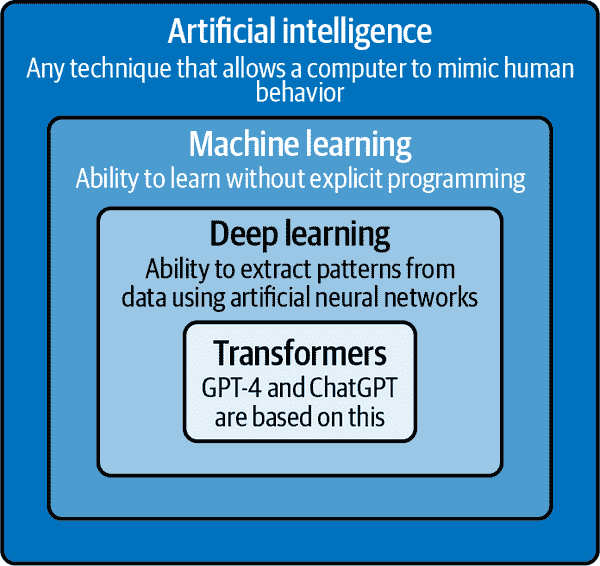 Artificial intelligence
Any technique that allows a computer to mimic human
behavior
Machine learning
Ability to learn without explicit programming
Deep learning
Ability to extract patterns from
data using artificial neural networks
Transformers
GPT-4 and ChatGPT
are based on this